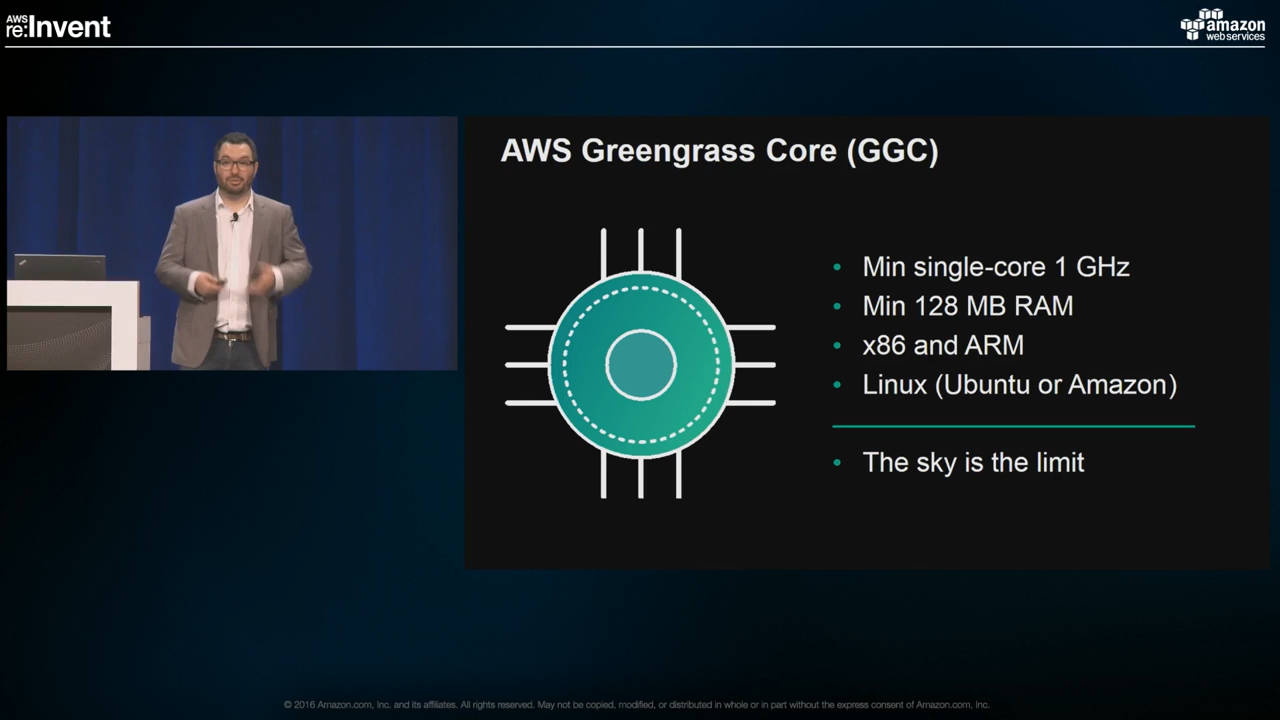 AWS
re:Invent
amazon
web services
AWS Greengrass Core (GGC)
• Min single-core 1 GHz
• Min 128 MB RAM
• x86 and ARM
• Linux (Ubuntu or Amazon)
• The sky is the limit
© 2016 Amazon.com, Inc. and its affiliates. All rights reserved. May not be copied, modified, or distributed in whole or in part without the express consent of Amazon.com, Inc.